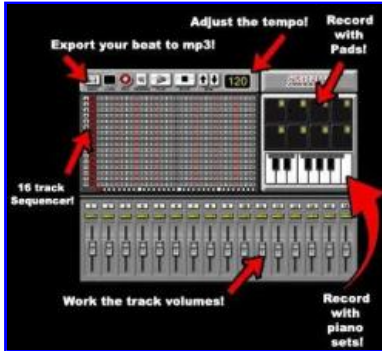 Adjust the tempo!
Record
with
Pads!
Export your beat to mp3!
120
16 track
Sequencer!
Work the track volumes!
Record
with
piano
sets!